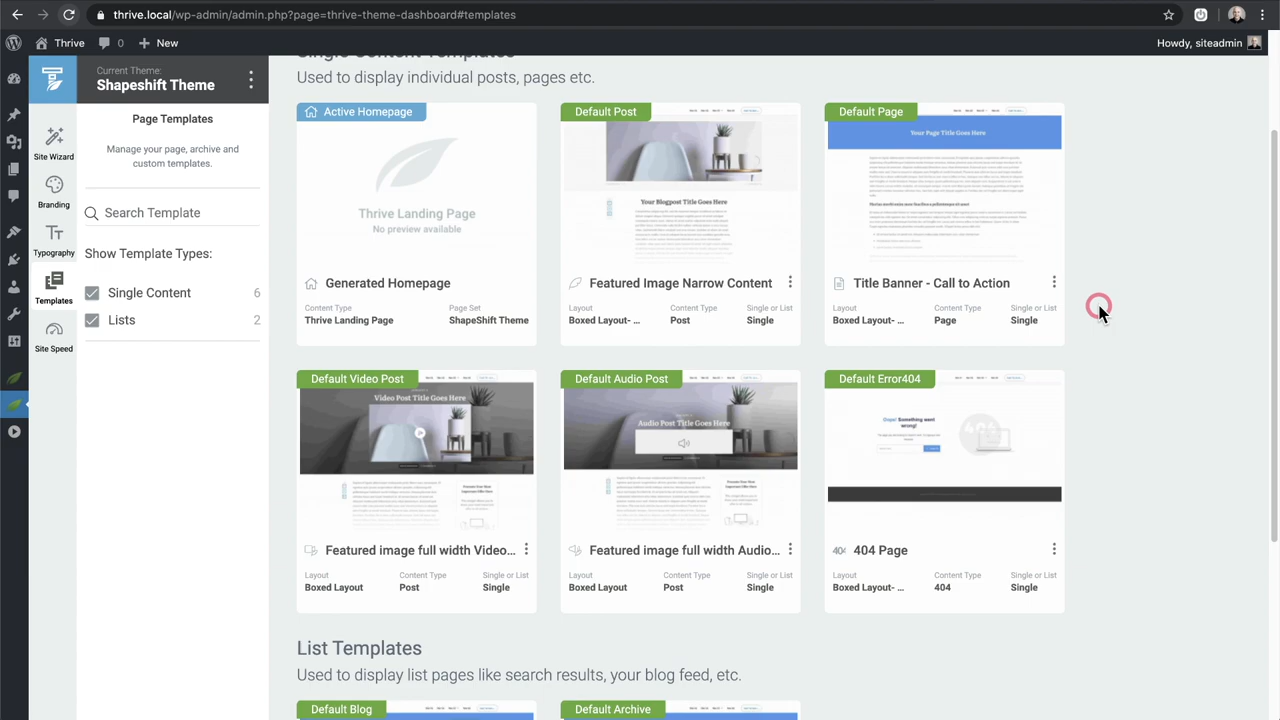 thrive.local/wp-admin/admin.php?page=thrive-theme-dashboard#templates
Thrive
0
New
Howdy, siteadmin
Current Theme:
Shapeshift Theme
Page Templates
Manage your page, archive and
custom templates.
Search Template
Show Template Types:
Single Content 6
Lists 2
Site Wizard
Branding
Typography
Templates
Site Speed
Single Content Templates
Used to display individual posts, pages etc.
Active Homepage
Thrive Landing Page
No preview available
Generated Homepage
Content Type Page Set
Thrive Landing Page ShapeShift Theme
Default Post
Your Blogpost Title Goes Here
Featured Image Narrow Content
Layout Content Type Single or List
Boxed Layout- ... Post Single
Default Page
Your Page Title Goes Here
Title Banner - Call to Action
Layout Content Type Single or List
Boxed Layout- ... Page Single
Default Video Post
Video Post Title Goes Here
Featured image full width Video...
Layout Content Type Single or List
Boxed Layout Post Single
Default Audio Post
Audio Post Title Goes Here
Featured image full width Audio...
Layout Content Type Single or List
Boxed Layout Post Single
Default Error404
Oops! Something went
wrong!
404 404 Page
Layout Content Type Single or List
Boxed Layout- ... 404 Single
List Templates
Used to display list pages like search results, your blog feed, etc.
Default Blog
Default Archive